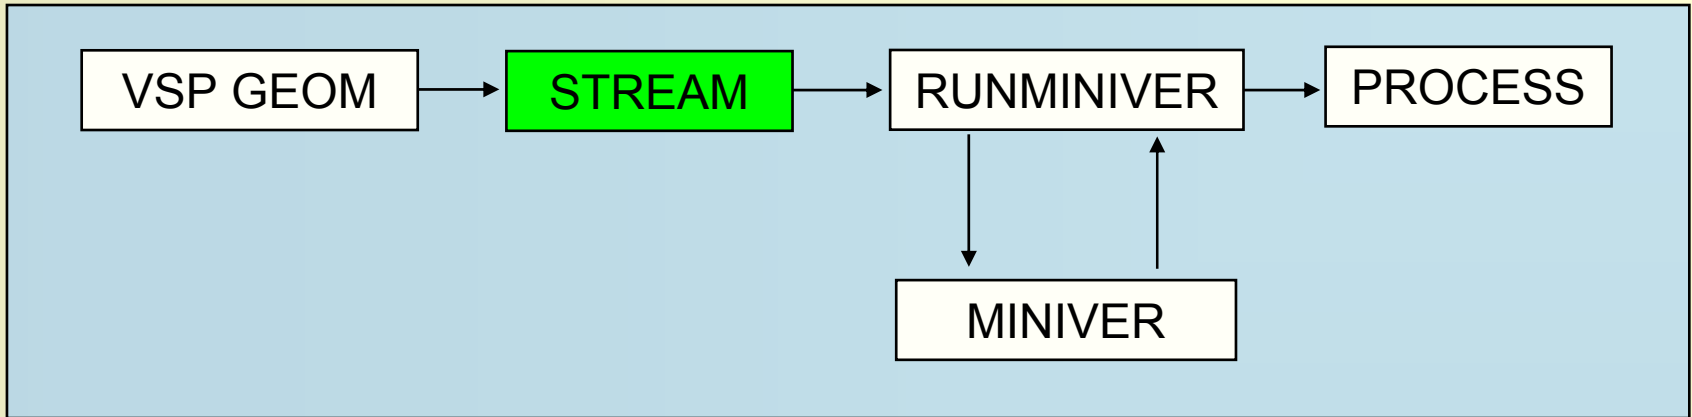 VSP GEOM
STREAM
RUNMINIVER
PROCESS
MINIVER